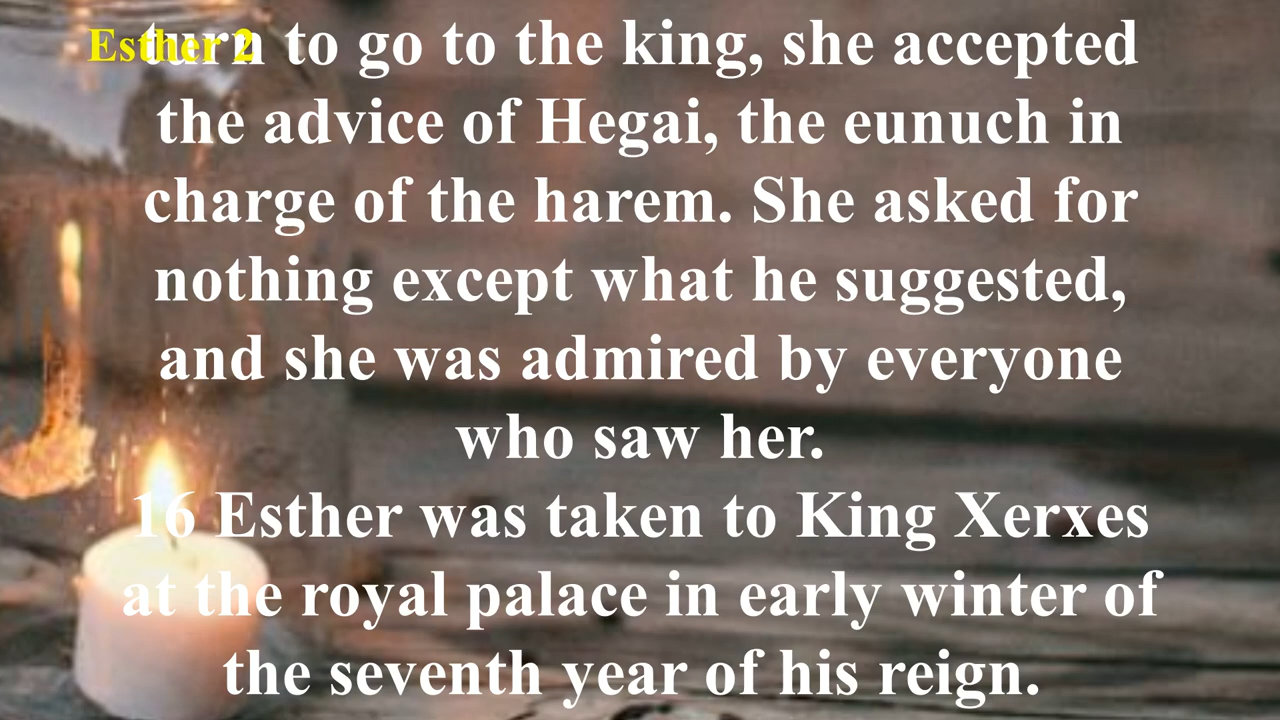 Esther 2
turn to go to the king, she accepted
the advice of Hegai, the eunuch in
charge of the harem. She asked for
nothing except what he suggested,
and she was admired by everyone
who saw her.
16 Esther was taken to King Xerxes
at the royal palace in early winter of
the seventh year of his reign.